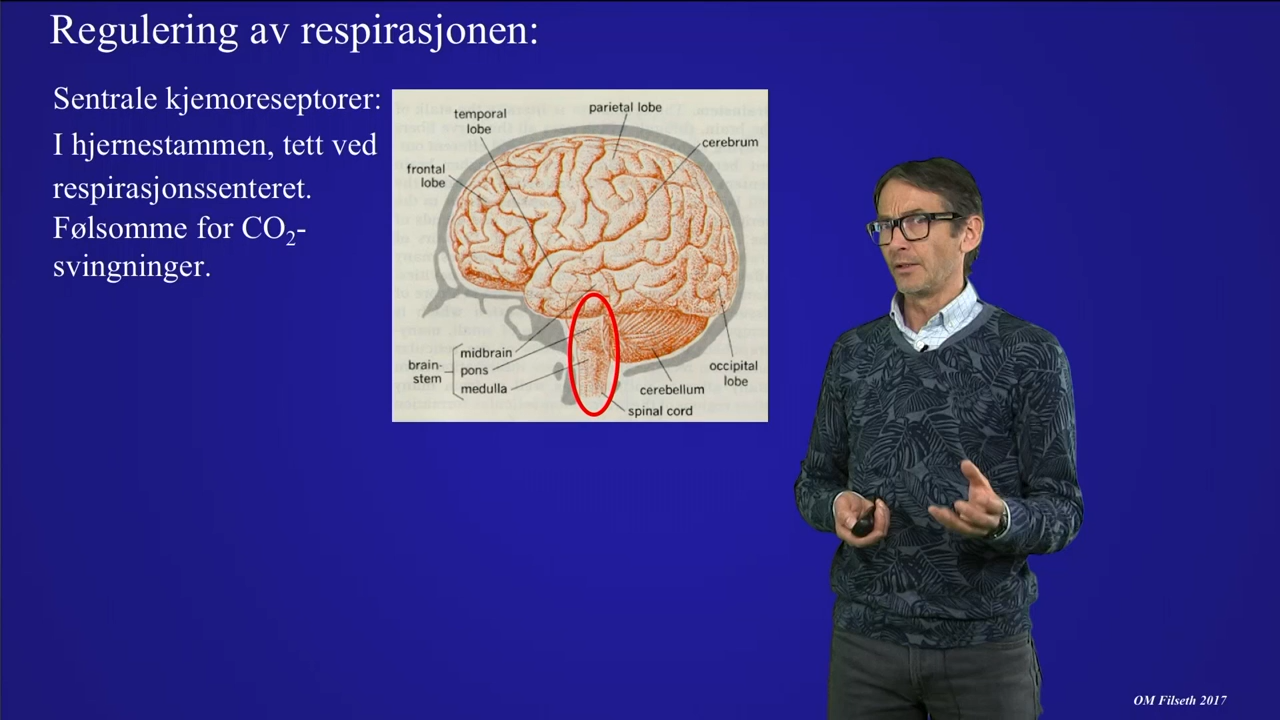 Regulering av respirasjonen:
Sentrale kjemoreseptorer:
I hjernestammen, tett ved
respirasjonssenteret.
Følsomme for CO₂-
svingninger.
temporal
lobe
parietal lobe
cerebrum
frontal
lobe
brain-
stem
midbrain
pons
medulla
occipital
lobe
cerebellum
spinal cord
OM Filseth 2017